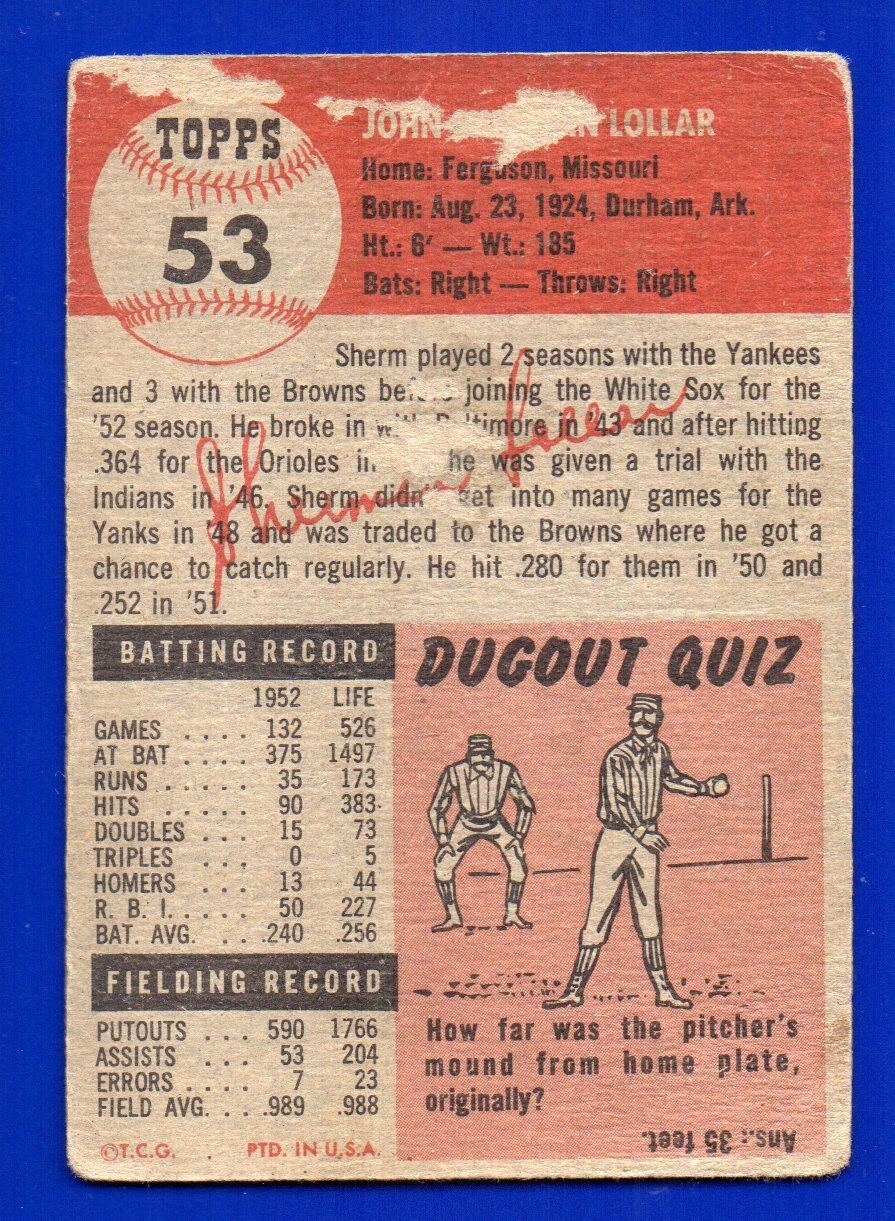 TOPPS
53
JOHN LOLLAR
Home: Ferguson, Missouri
Born: Aug. 23, 1924, Durham, Ark.
Ht.: 6′ — Wt.: 185
Bats: Right — Throws: Right
Sherm played 2 seasons with the Yankees
and 3 with the Browns before joining the White Sox for the
'52 season. He broke in with Baltimore in '43 and after hitting
.364 for the Orioles in he was given a trial with the
Indians in '46. Sherm didn't get into many games for the
Yanks in '48 and was traded to the Browns where he got a
chance to catch regularly. He hit .280 for them in '50 and
.252 in '51.
Sherman Lollar
BATTING RECORD
1952 LIFE
GAMES .... 132 526
AT BAT .... 375 1497
RUNS ...... 35 173
HITS ..... 90 383
DOUBLES ... 15 73
TRIPLES ... 0 5
HOMERS ... 13 44
R. B. I. .... 50 227
BAT. AVG. ... .240 .256
FIELDING RECORD
PUTOUTS ... 590 1766
ASSISTS ... 53 204
ERRORS .... 7 23
FIELD AVG. ... .989 .988
©T.C.G. PTD. IN U.S.A.
DUGOUT QUIZ
How far was the pitcher's
mound from home plate,
originally?
Ans.: 35 feet.